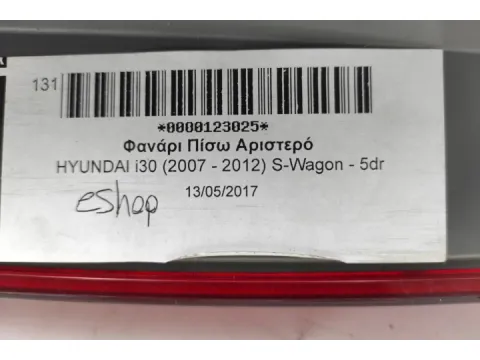 131
*0000123025*
Φανάρι Πίσω Αριστερό
HYUNDAI i30 (2007 - 2012) S-Wagon - 5dr
13/05/2017
eshop